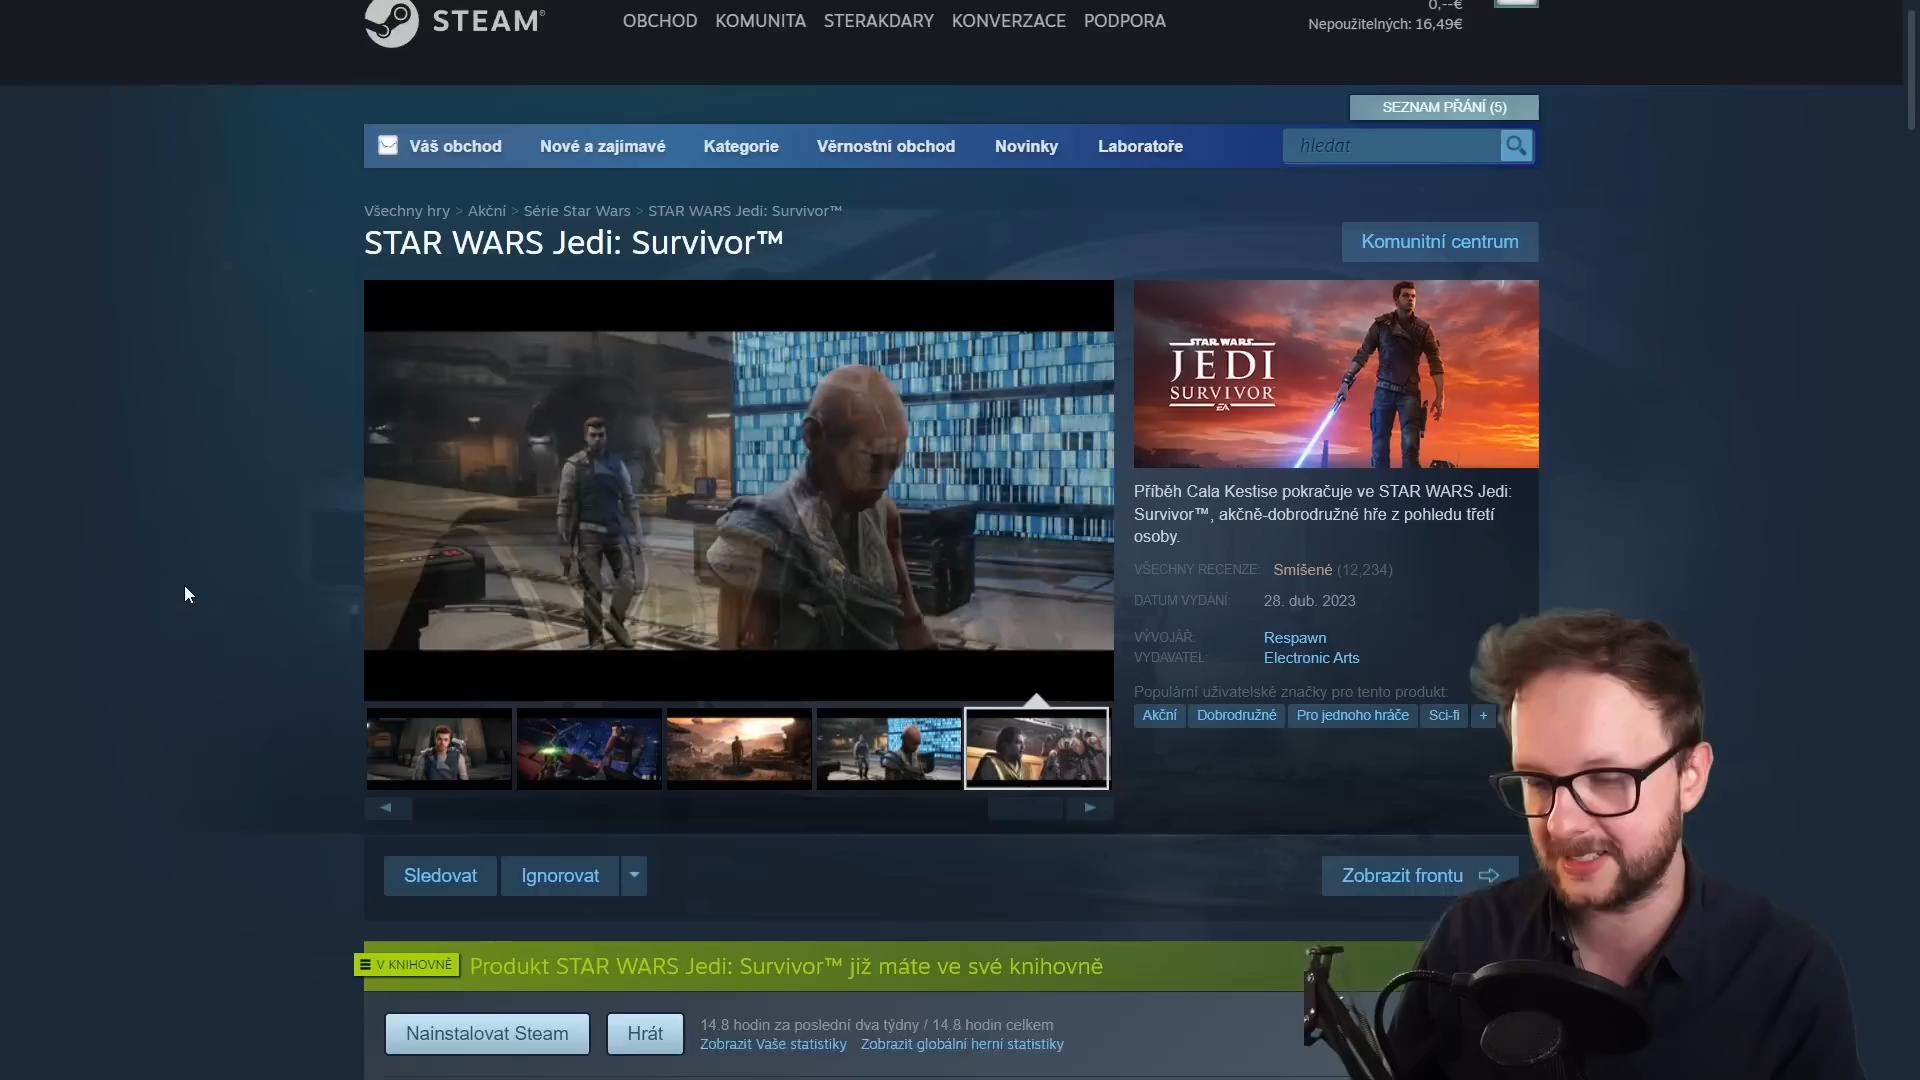 STEAM®
OBCHOD KOMUNITA STERAKDARY KONVERZACE PODPORA
0,--€
Nepoužitelných: 16,49€
SEZNAM PŘÁNÍ (5)
Váš obchod Nové a zajímavé Kategorie Věrnostní obchod Novinky Laboratoře
hledat
Všechny hry > Akční > Série Star Wars > STAR WARS Jedi: Survivor™
STAR WARS Jedi: Survivor™
Komunitní centrum
STAR WARS
JEDI
SURVIVOR
EA
Příběh Cala Kestise pokračuje ve STAR WARS Jedi:
Survivor™, akčně-dobrodružné hře z pohledu třetí
osoby.
VŠECHNY RECENZE: Smíšené (12,234)
DATUM VYDÁNÍ: 28. dub. 2023
VÝVOJÁŘ: Respawn
VYDAVATEL: Electronic Arts
Populární uživatelské značky pro tento produkt:
Akční Dobrodružné Pro jednoho hráče Sci-fi +
Sledovat Ignorovat
Zobrazit frontu
V KNIHOVNĚ Produkt STAR WARS Jedi: Survivor™ již máte ve své knihovně
Nainstalovat Steam Hrát
14.8 hodin za poslední dva týdny / 14.8 hodin celkem
Zobrazit Vaše statistiky Zobrazit globální herní statistiky